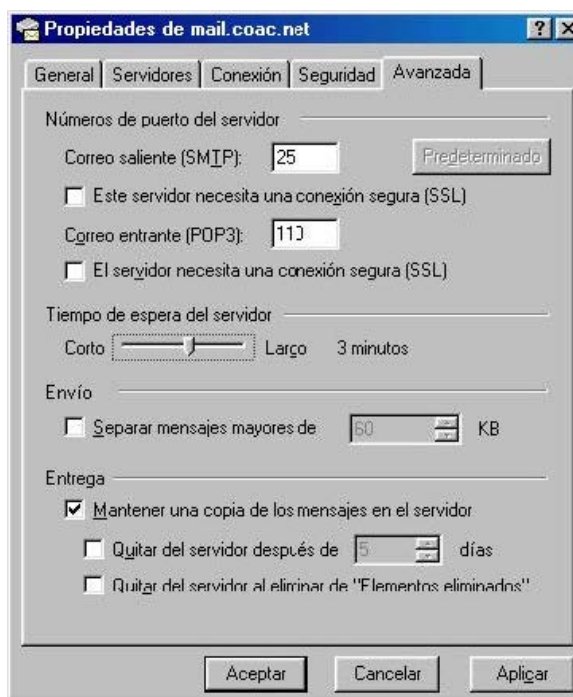 Propiedades de mail.coac.net
General Servidores Conexión Seguridad Avanzada
Números de puerto del servidor
Correo saliente (SMTP): 25 Predeterminado
Este servidor necesita una conexión segura (SSL)
Correo entrante (POP3): 110
El servidor necesita una conexión segura (SSL)
Tiempo de espera del servidor
Corto Largo 3 minutos
Envío
Separar mensajes mayores de 60 KB
Entrega
Mantener una copia de los mensajes en el servidor
Quitar del servidor después de 5 días
Quitar del servidor al eliminar de "Elementos eliminados"
Aceptar Cancelar Aplicar